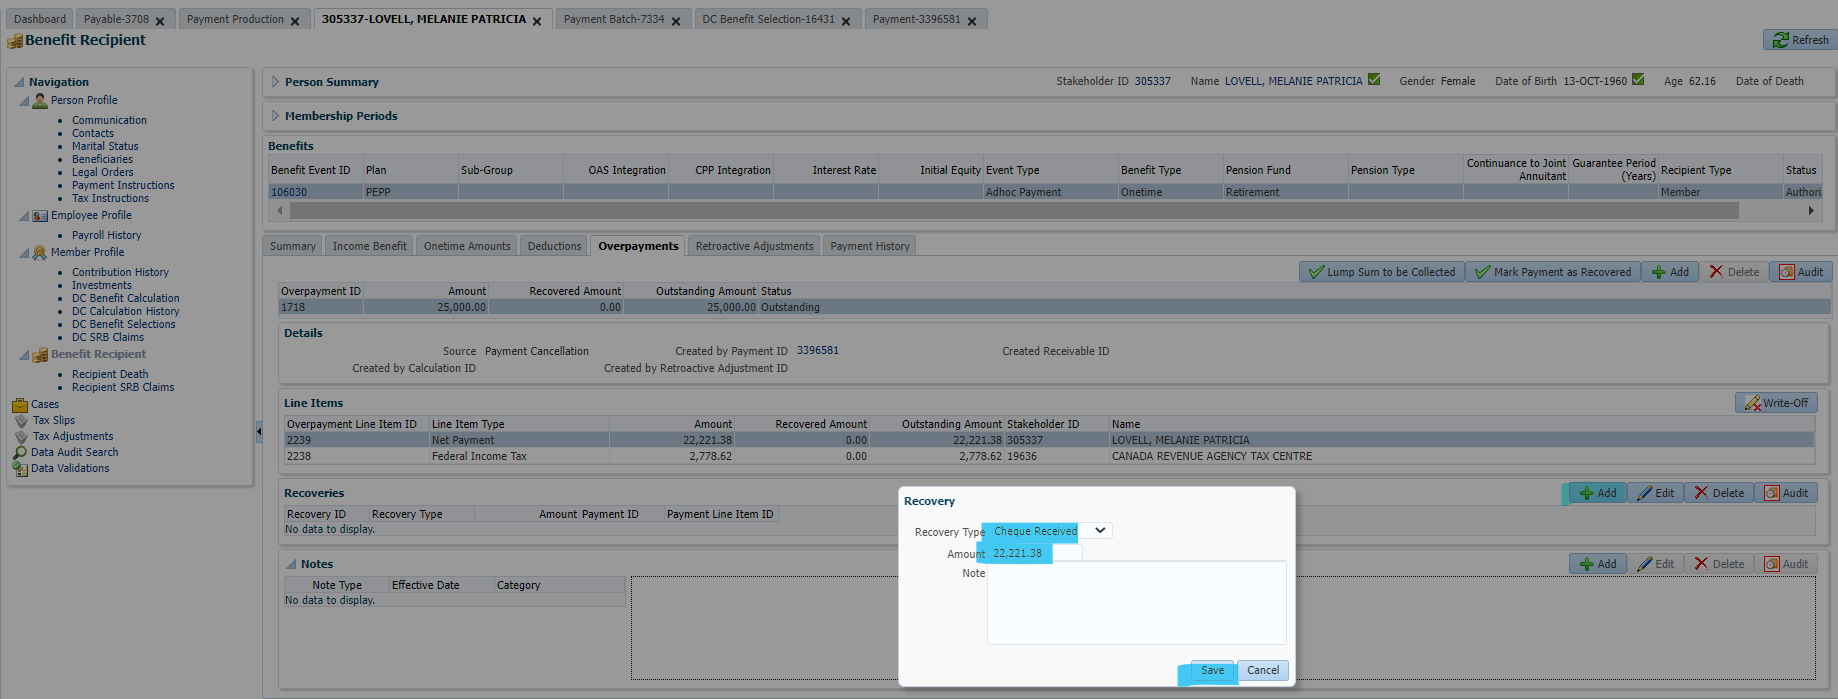 Dashboard Payable-3708 Payment Production 305337-LOVELL, MELANIE PATRICIA Payment Batch-7334 DC Benefit Selection-16431 Payment-3396581
Benefit Recipient
Refresh
Navigation
Person Profile
Communication
Contacts
Marital Status
Beneficiaries
Legal Orders
Payment Instructions
Tax Instructions
Employee Profile
Payroll History
Member Profile
Contribution History
Investments
DC Benefit Calculation
DC Calculation History
DC Benefit Selections
DC SRB Claims
Benefit Recipient
Recipient Death
Recipient SRB Claims
Cases
Tax Slips
Tax Adjustments
Data Audit Search
Data Validations
Person Summary Stakeholder ID 305337 Name LOVELL, MELANIE PATRICIA Gender Female Date of Birth 13-OCT-1960 Age 62.16 Date of Death
Membership Periods
Benefits
Benefit Event ID Plan Sub-Group OAS Integration CPP Integration Interest Rate Initial Equity Event Type Benefit Type Pension Fund Pension Type Continuance to Joint Annuitant Guarantee Period (Years) Recipient Type Status
106030 PEPP Adhoc Payment Onetime Retirement Member Authori
Summary Income Benefit Onetime Amounts Deductions Overpayments Retroactive Adjustments Payment History
Lump Sum to be Collected Mark Payment as Recovered Add Delete Audit
Overpayment ID Amount Recovered Amount Outstanding Amount Status
1718 25,000.00 0.00 25,000.00 Outstanding
Details
Source Payment Cancellation Created by Payment ID 3396581 Created Receivable ID
Created by Calculation ID Created by Retroactive Adjustment ID
Line Items Write-Off
Overpayment Line Item ID Line Item Type Amount Recovered Amount Outstanding Amount Stakeholder ID Name
2239 Net Payment 22,221.38 0.00 22,221.38 305337 LOVELL, MELANIE PATRICIA
2238 Federal Income Tax 2,778.62 0.00 2,778.62 19636 CANADA REVENUE AGENCY TAX CENTRE
Recoveries Add Edit Delete Audit
Recovery ID Recovery Type Amount Payment ID Payment Line Item ID
No data to display.
Notes Add Edit Delete Audit
Note Type Effective Date Category
No data to display.
Recovery
Recovery Type Cheque Received
Amount 22,221.38
Note
Save Cancel